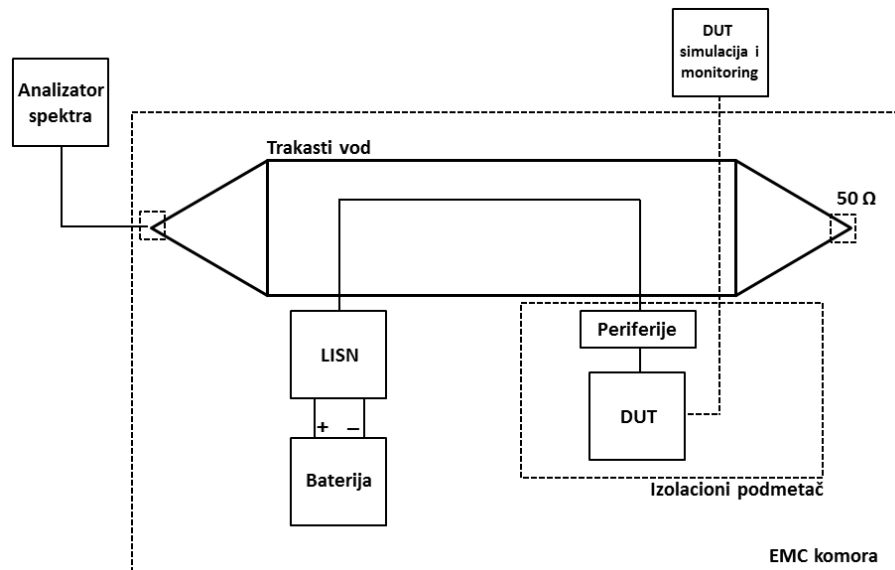 DUT
simulacija i
monitoring
Analizator
spektra
Trakasti vod
50 Ω
Periferije
LISN
DUT
+ −
Baterija
Izolacioni podmetač
EMC komora